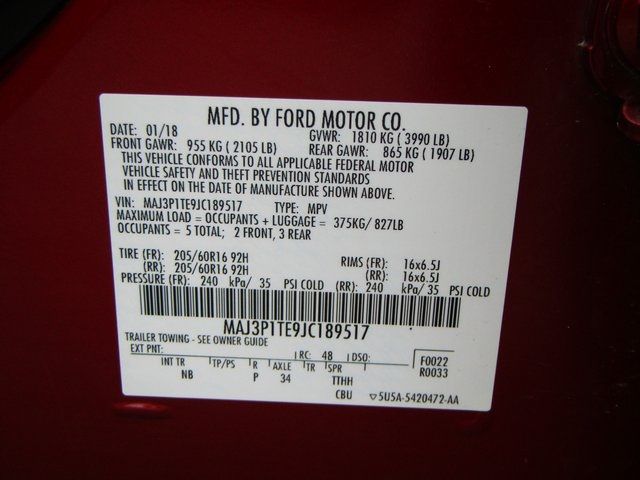 MFD. BY FORD MOTOR CO.
DATE: 01/18 GVWR: 1810 KG ( 3990 LB)
FRONT GAWR: 955 KG ( 2105 LB) REAR GAWR: 865 KG ( 1907 LB)
THIS VEHICLE CONFORMS TO ALL APPLICABLE FEDERAL MOTOR
VEHICLE SAFETY AND THEFT PREVENTION STANDARDS
IN EFFECT ON THE DATE OF MANUFACTURE SHOWN ABOVE.
VIN: MAJ3P1TE9JC189517 TYPE: MPV
MAXIMUM LOAD = OCCUPANTS + LUGGAGE = 375KG/ 827LB
OCCUPANTS = 5 TOTAL; 2 FRONT, 3 REAR
TIRE (FR): 205/60R16 92H RIMS (FR): 16x6.5J
(RR): 205/60R16 92H (RR): 16x6.5J
PRESSURE (FR): 240 kPa/ 35 PSI COLD (RR): 240 kPa/ 35 PSI COLD
MAJ3P1TE9JC189517
TRAILER TOWING - SEE OWNER GUIDE
EXT PNT: RC: 48 DSO: F0022
INT TR TP/PS R AXLE TR SPR R0033
NB P 34 TTHH
CBU ▽5U5A-5420472-AA